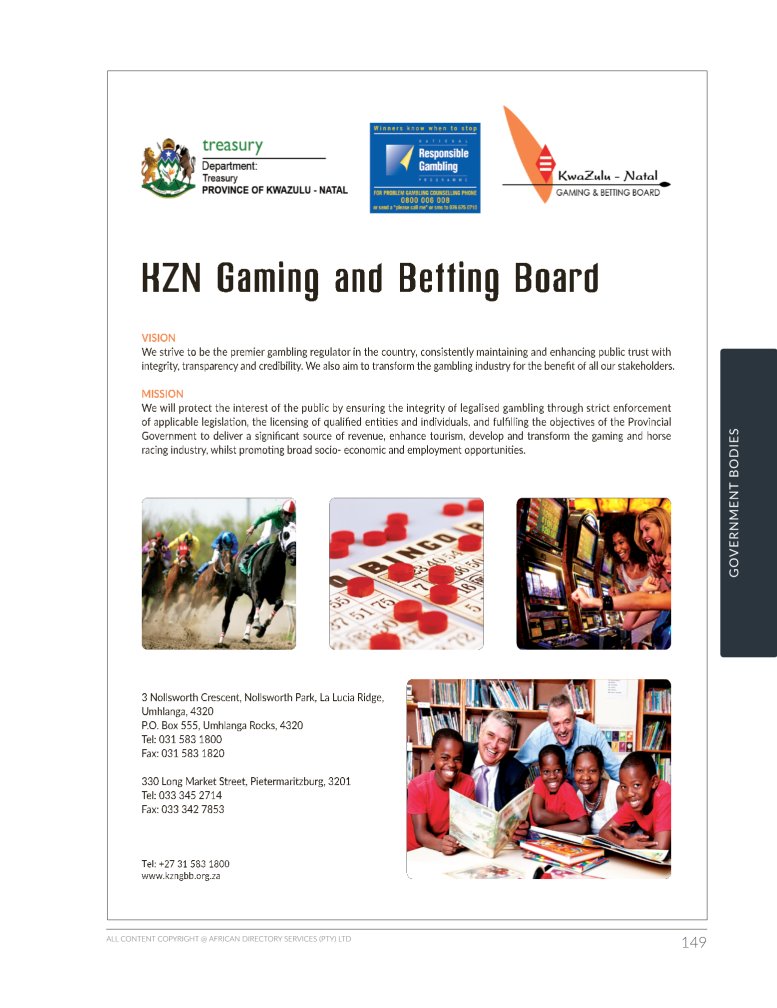 treasury
Department:
Treasury
PROVINCE OF KWAZULU - NATAL
Winners know when to stop
NATIONAL
Responsible
Gambling
PROGRAMME
FOR PROBLEM GAMBLING COUNSELLING PHONE
0800 006 008
or send a "please call me" or sms to 076 675 0710
KwaZulu - Natal
GAMING & BETTING BOARD
KZN Gaming and Betting Board
VISION
We strive to be the premier gambling regulator in the country, consistently maintaining and enhancing public trust with
integrity, transparency and credibility. We also aim to transform the gambling industry for the benefit of all our stakeholders.
MISSION
We will protect the interest of the public by ensuring the integrity of legalised gambling through strict enforcement
of applicable legislation, the licensing of qualified entities and individuals, and fulfilling the objectives of the Provincial
Government to deliver a significant source of revenue, enhance tourism, develop and transform the gaming and horse
racing industry, whilst promoting broad socio- economic and employment opportunities.
BINGO
3 Nollsworth Crescent, Nollsworth Park, La Lucia Ridge,
Umhlanga, 4320
P.O. Box 555, Umhlanga Rocks, 4320
Tel: 031 583 1800
Fax: 031 583 1820
330 Long Market Street, Pietermaritzburg, 3201
Tel: 033 345 2714
Fax: 033 342 7853
Tel: +27 31 583 1800
www.kzngbb.org.za
GOVERNMENT BODIES
ALL CONTENT COPYRIGHT @ AFRICAN DIRECTORY SERVICES (PTY) LTD
149